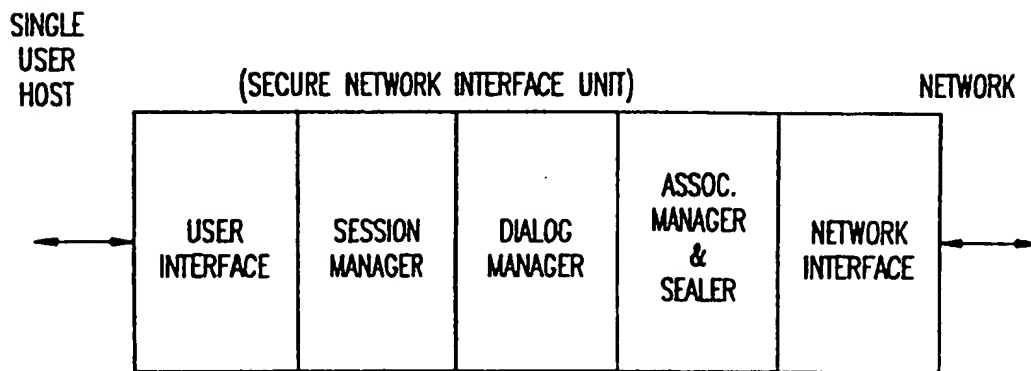 SINGLE
USER
HOST
(SECURE NETWORK INTERFACE UNIT)
NETWORK
USER
INTERFACE
SESSION
MANAGER
DIALOG
MANAGER
ASSOC.
MANAGER
&
SEALER
NETWORK
INTERFACE